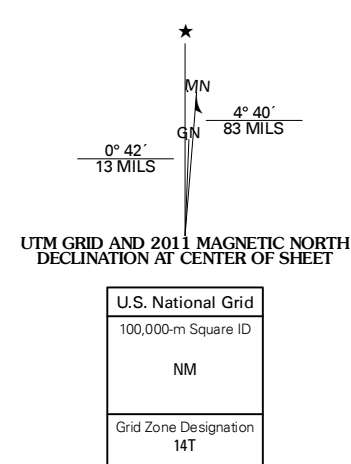 MN
4° 40´
83 MILS
GN
0° 42´
13 MILS
UTM GRID AND 2011 MAGNETIC NORTH
DECLINATION AT CENTER OF SHEET
U.S. National Grid
100,000-m Square ID
NM
Grid Zone Designation
14T